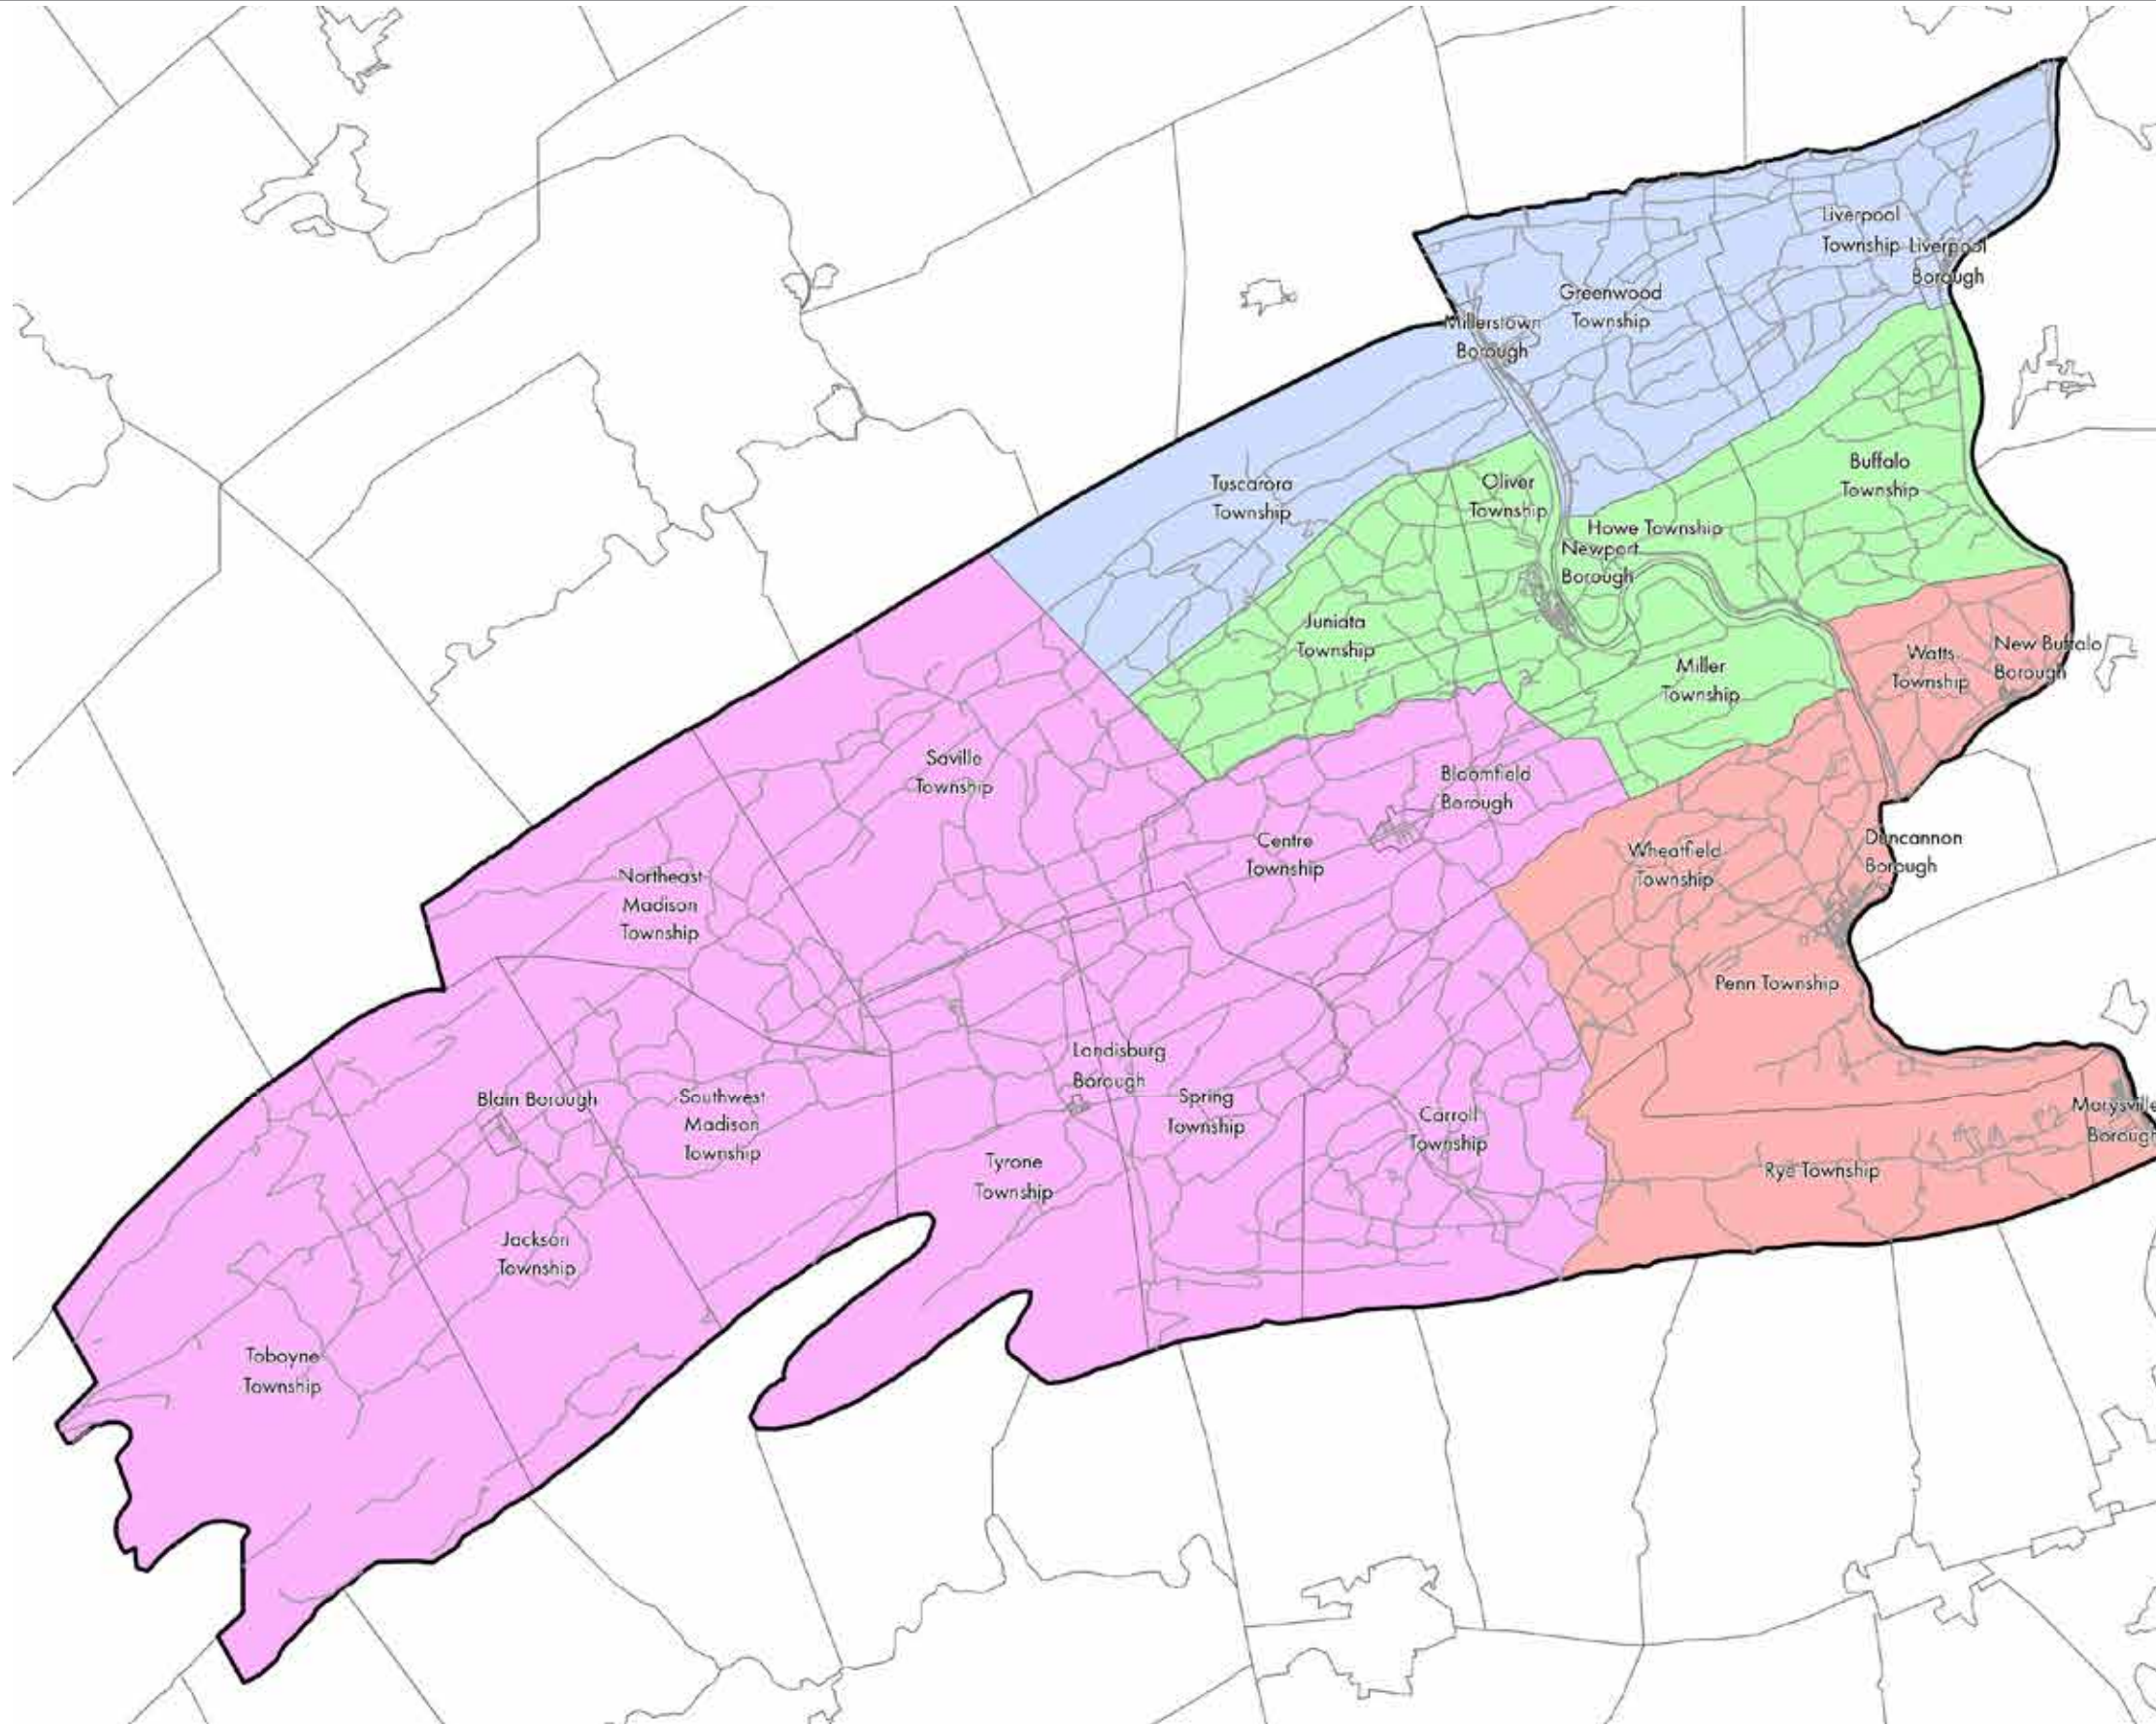 Liverpool
Township
Liverpool
Borough
Greenwood
Township
Millerstown
Borough
Tuscarora
Township
Oliver
Township
Buffalo
Township
Howe Township
Newport
Borough
Juniata
Township
Miller
Township
Watts
Township
New Buffalo
Borough
Saville
Township
Bloomfield
Borough
Centre
Township
Wheatfield
Township
Duncannon
Borough
Northeast
Madison
Township
Penn Township
Landisburg
Borough
Blain Borough
Southwest
Madison
Township
Spring
Township
Carroll
Township
Marysville
Borough
Tyrone
Township
Rye Township
Jackson
Township
Toboyne
Township